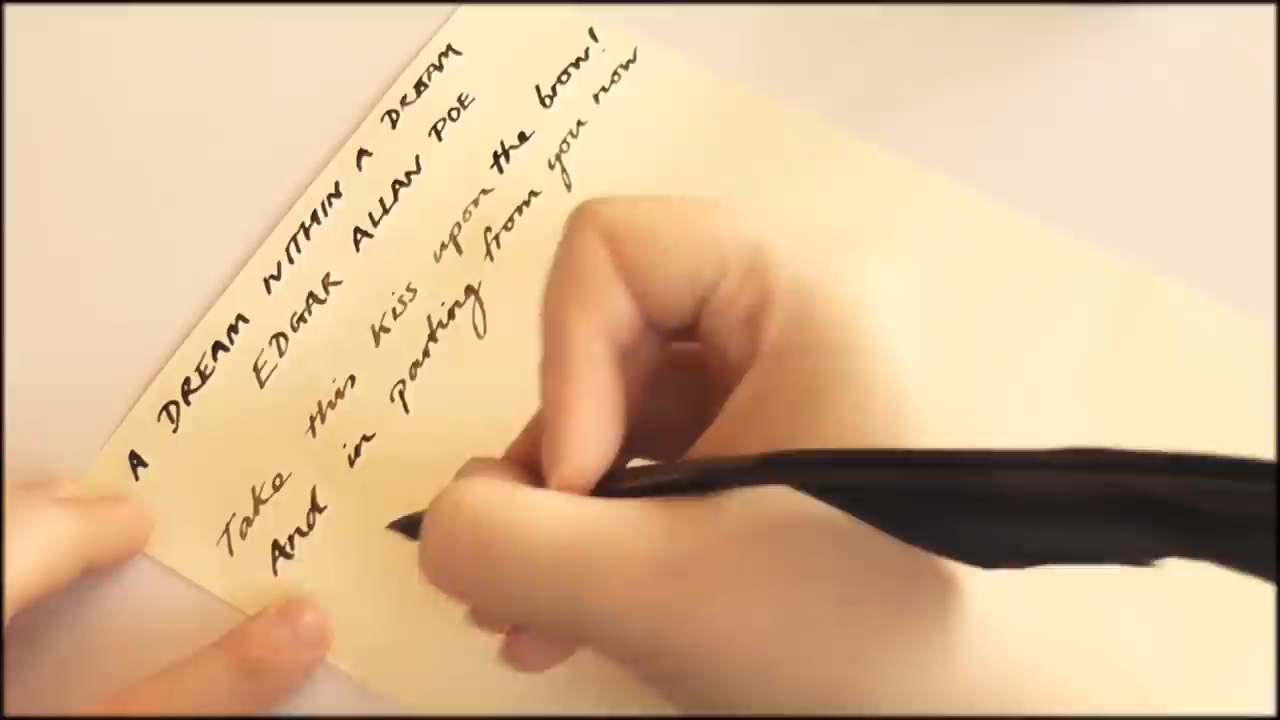 A DREAM WITHIN A DREAM
EDGAR ALLAN POE
Take this kiss upon the brow!
And in parting from you now